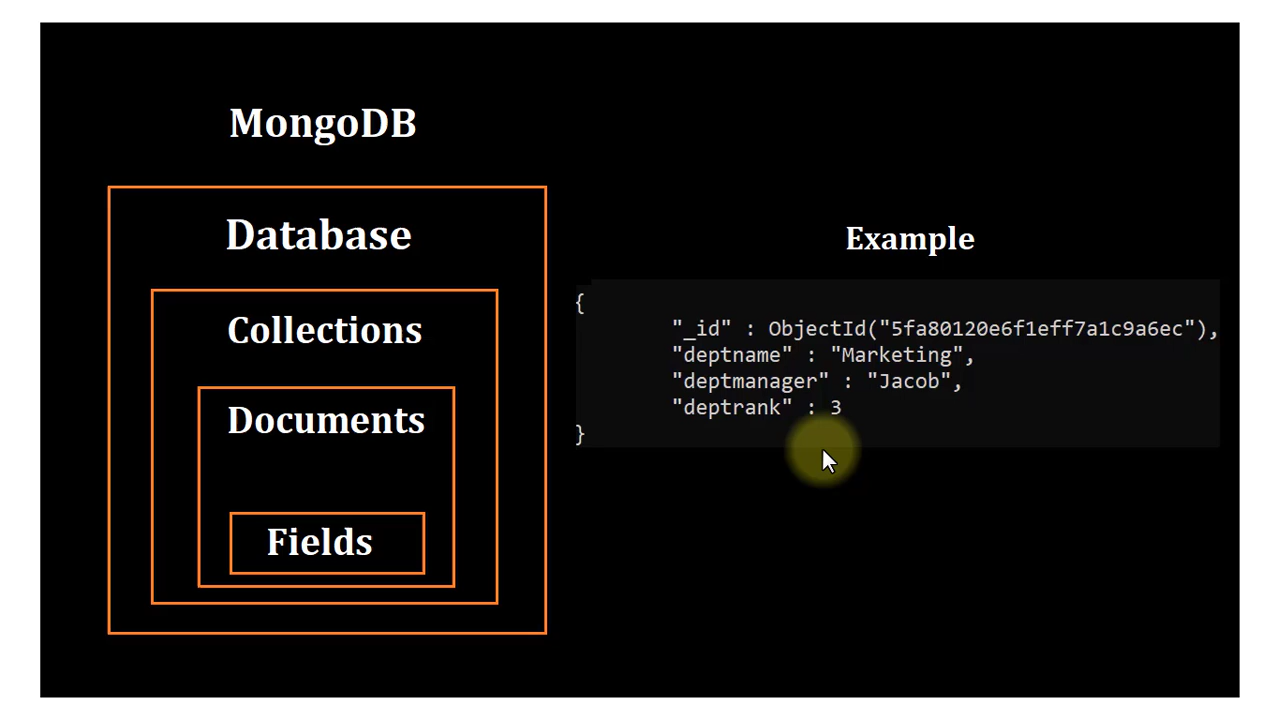 MongoDB
Database
Collections
Documents
Fields
Example
{
"_id" : ObjectId("5fa80120e6f1eff7a1c9a6ec"),
"deptname" : "Marketing",
"deptmanager" : "Jacob",
"deptrank" : 3
}